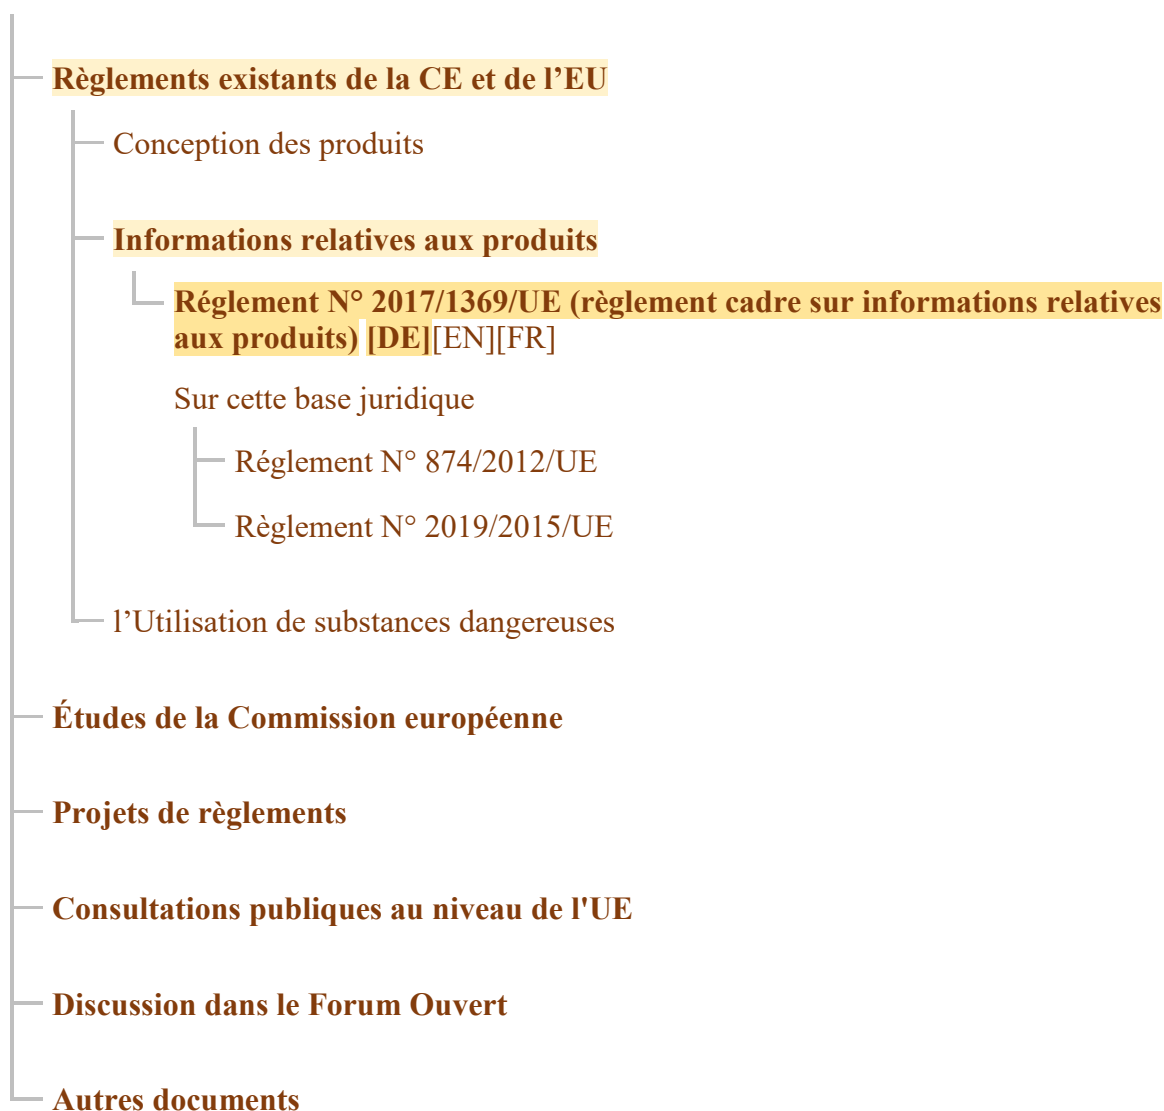 Règlements existants de la CE et de l’EU
Conception des produits
Informations relatives aux produits
Réglement N° 2017/1369/UE (règlement cadre sur informations relatives
aux produits) [DE][EN][FR]
Sur cette base juridique
Réglement N° 874/2012/UE
Règlement N° 2019/2015/UE
l’Utilisation de substances dangereuses
Études de la Commission européenne
Projets de règlements
Consultations publiques au niveau de l'UE
Discussion dans le Forum Ouvert
Autres documents